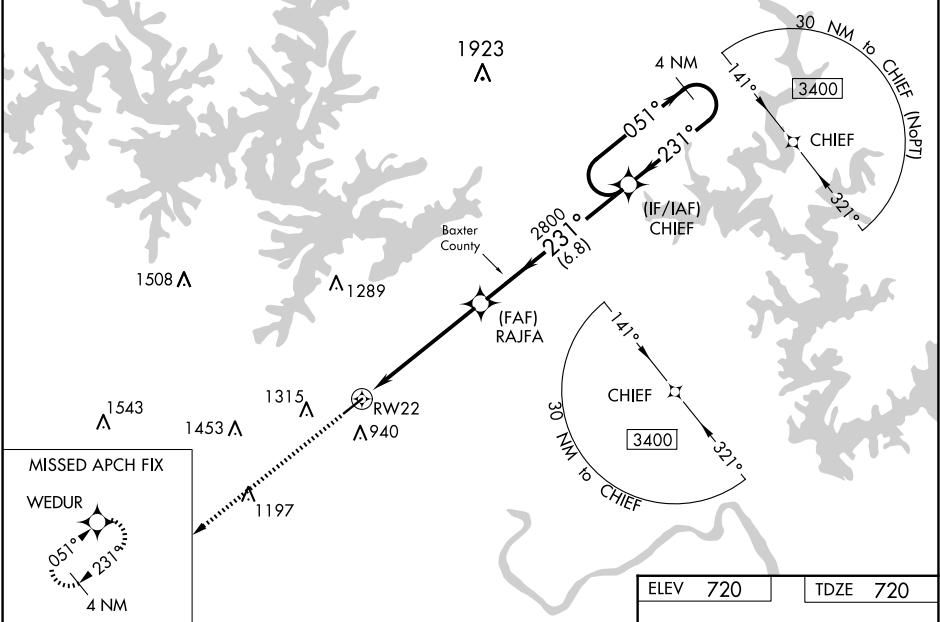 1923
4 NM
051°
231°
30 NM to CHIEF (NoPT)
141°
3400
CHIEF
321°
(IF/IAF)
CHIEF
2800
231°
(6.8)
Baxter
County
1508
1289
(FAF)
RAJFA
141°
CHIEF
3400
321°
30 NM to CHIEF
1315
RW22
1543
1453
940
1197
MISSED APCH FIX
WEDUR
051°
231°
4 NM
ELEV 720
TDZE 720